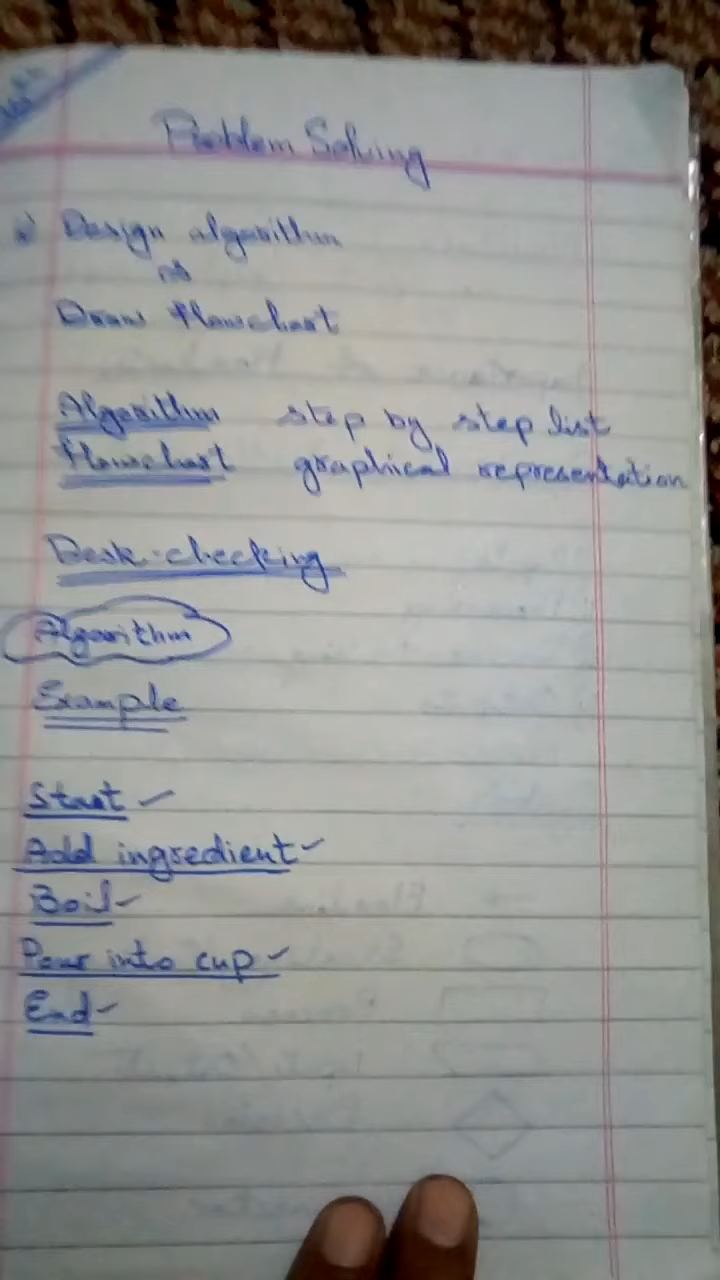 Problem Solving
Design algorithm
or
Draw flowchart
Algorithm step by step list
flowchart graphical representation
Desk-checking
Algorithm
Example
Start
Add ingredient
Boil
Pour into cup
End